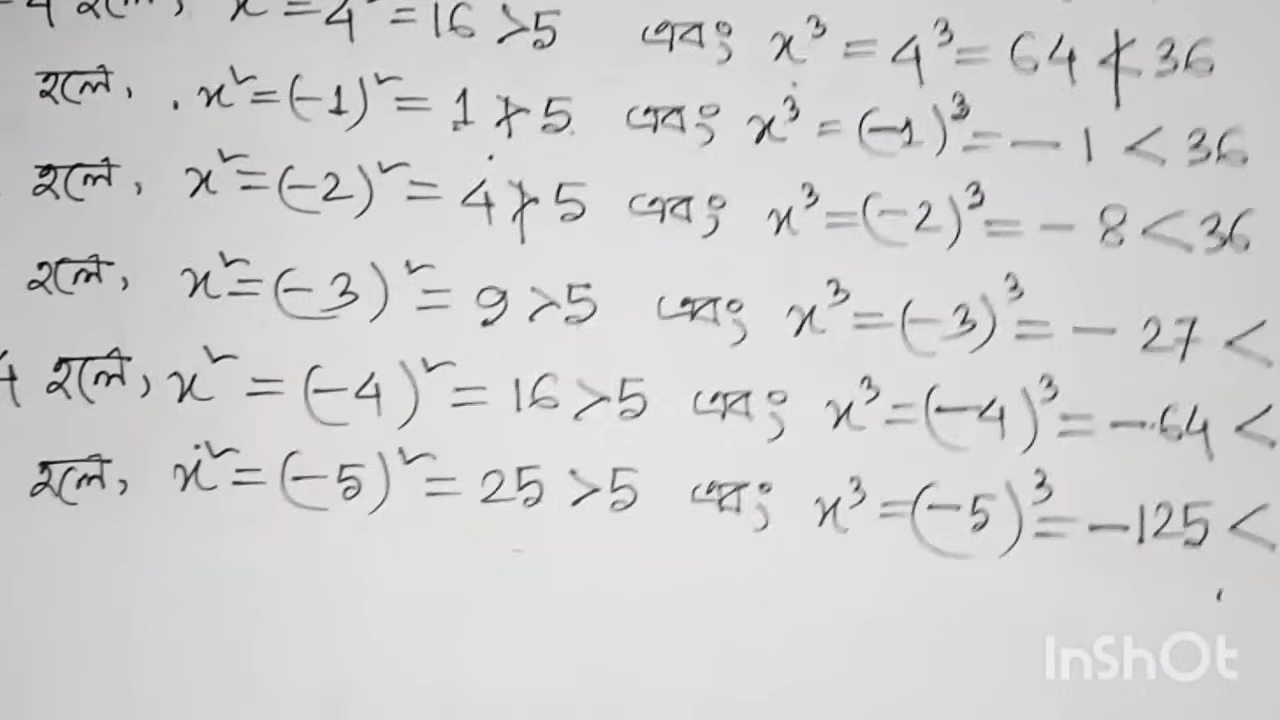 4 হলে, x² = 4² = 16 >5 এবং x³ = 4³ = 64 ≮ 36
হলে, x² = (-1)² = 1 ≯ 5 এবং x³ = (-1)³ = - 1 < 36
হলে, x² = (-2)² = 4 ≯ 5 এবং x³ = (-2)³ = - 8 < 36
হলে, x² = (-3)² = 9 >5 এবং x³ = (-3)³ = - 27 <
4 হলে, x² = (-4)² = 16 >5 এবং x³ = (-4)³ = -64 <
হলে, x² = (-5)² = 25 >5 এবং x³ = (-5)³ = -125 <
InShOt